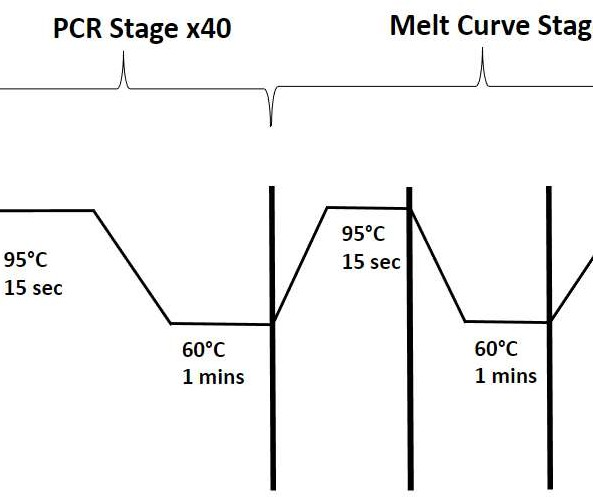 PCR Stage x40
Melt Curve Stag
95°C
15 sec
60°C
1 mins
95°C
15 sec
60°C
1 mins